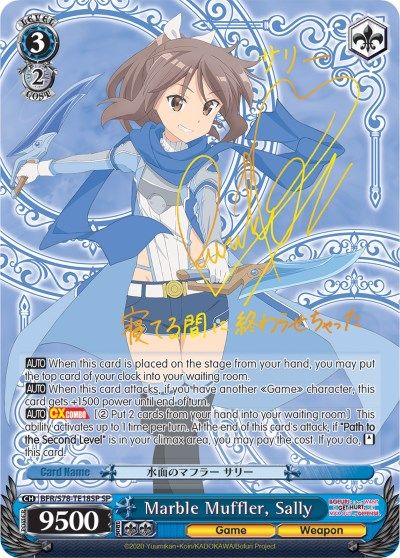 LEVEL
3
2
COST
サリー
寝てる間に終わらせちゃった
AUTO When this card is placed on the stage from your hand, you may put
the top card of your clock into your waiting room.
AUTO When this card attacks, if you have another «Game» character, this
card gets +1500 power until end of turn.
AUTO CX COMBO [② Put 2 cards from your hand into your waiting room] This
ability activates up to 1 time per turn. At the end of that attack, if "Path to
the Second Level" is in your climax area, you may pay the cost. If you do,
this card.
Card Name
水面のマフラー サリー
CH BFR/S78-TE18SP SP
POWER
9500
Marble Muffler, Sally
Game
Weapon
©2020 Yuumikan・Koin/KADOKAWA/Bofuri Project